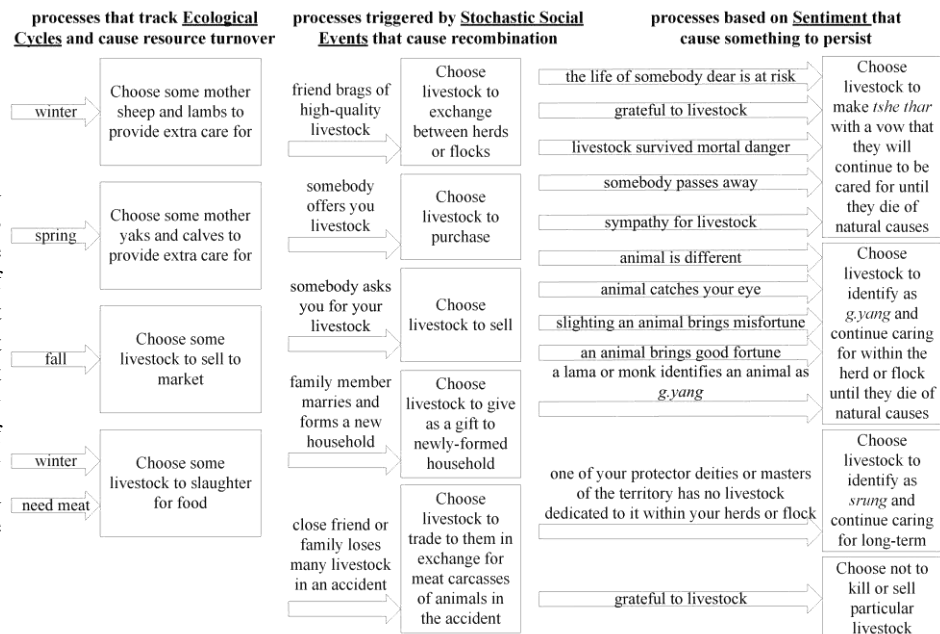 processes that track Ecological
Cycles and cause resource turnover
winter
Choose some mother
sheep and lambs to
provide extra care for
spring
Choose some mother
yaks and calves to
provide extra care for
fall
Choose some
livestock to sell to
market
winter
need meat
Choose some
livestock to slaughter
for food
processes triggered by Stochastic Social
Events that cause recombination
friend brags of
high-quality
livestock
Choose
livestock to
exchange
between herds
or flocks
somebody
offers you
livestock
Choose
livestock to
purchase
somebody asks
you for your
livestock
Choose
livestock to sell
family member
marries and
forms a new
household
Choose
livestock to give
as a gift to
newly-formed
household
close friend or
family loses
many livestock
in an accident
Choose
livestock to
trade to them in
exchange for
meat carcasses
of animals in
the accident
processes based on Sentiment that
cause something to persist
the life of somebody dear is at risk
grateful to livestock
livestock survived mortal danger
somebody passes away
sympathy for livestock
Choose
livestock to
make tshe thar
with a vow that
they will
continue to be
cared for until
they die of
natural causes
animal is different
animal catches your eye
slighting an animal brings misfortune
an animal brings good fortune
a lama or monk identifies an animal as
g.yang
Choose
livestock to
identify as
g.yang and
continue caring
for within the
herd or flock
until they die of
natural causes
one of your protector deities or masters
of the territory has no livestock
dedicated to it within your herds or flock
Choose
livestock to
identify as
srung and
continue caring
for long-term
grateful to livestock
Choose not to
kill or sell
particular
livestock